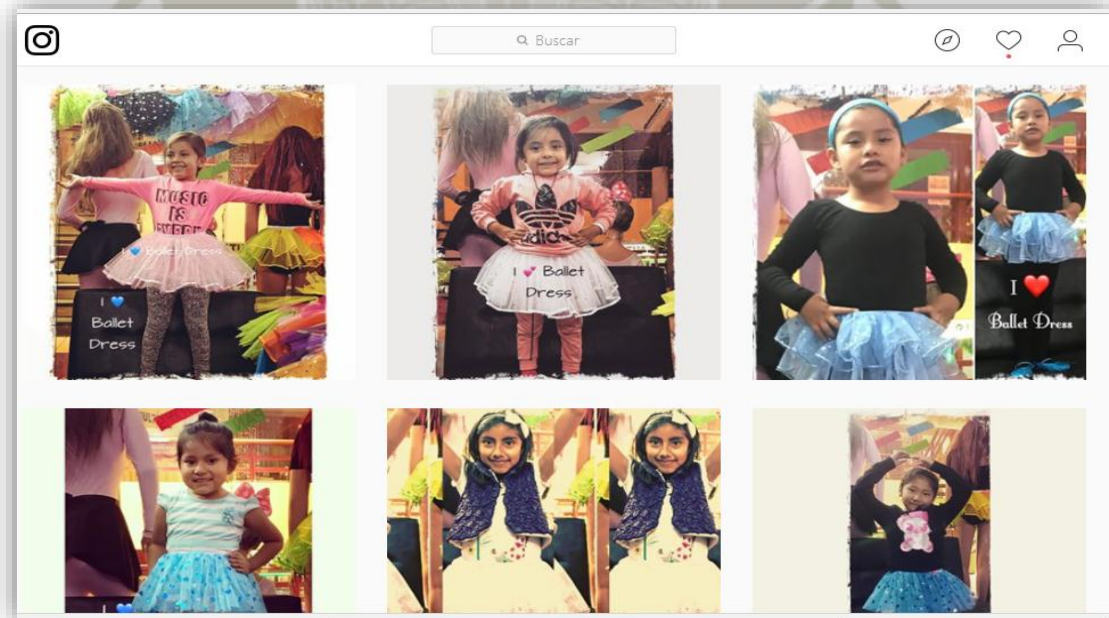 Buscar
MUSIC
IS
I 💙 Ballet Dress
I 💙
Ballet
Dress
adidas
I 💕 Ballet
Dress
I ❤️
Ballet Dress
I 💙